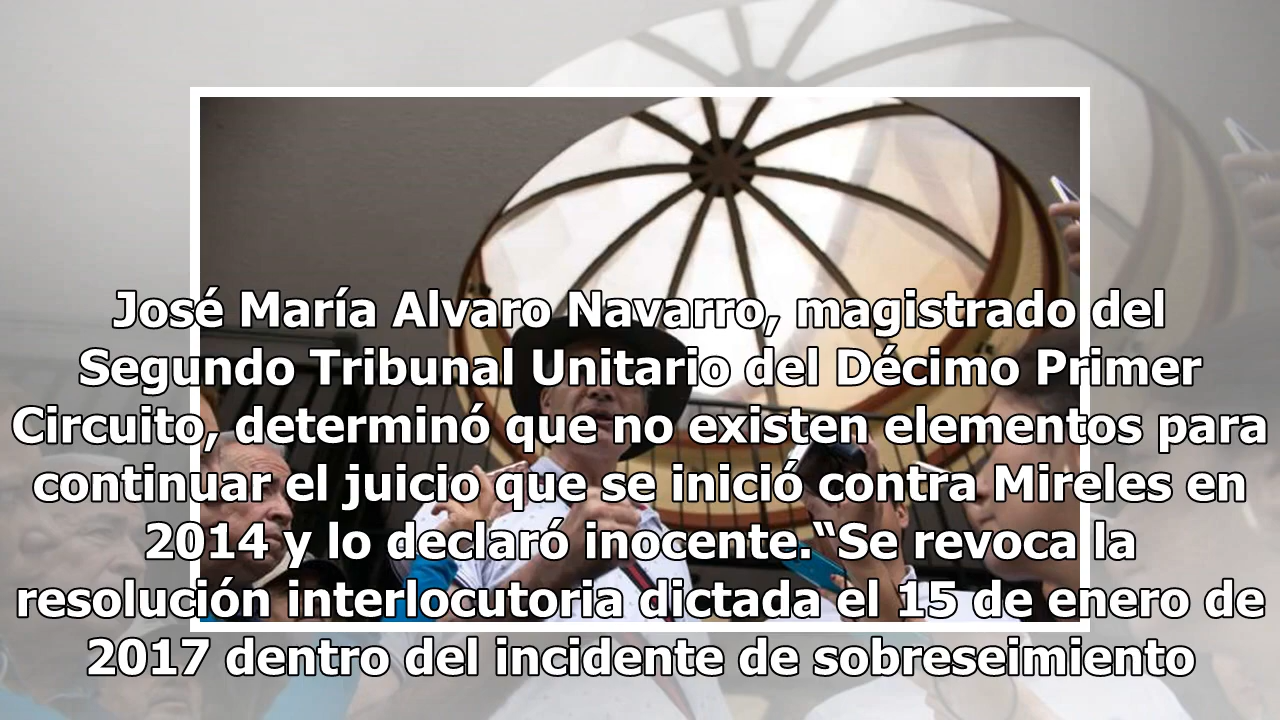 José María Alvaro Navarro, magistrado del
Segundo Tribunal Unitario del Décimo Primer
Circuito, determinó que no existen elementos para
continuar el juicio que se inició contra Mireles en
2014 y lo declaró inocente.“Se revoca la
resolución interlocutoria dictada el 15 de enero de
2017 dentro del incidente de sobreseimiento